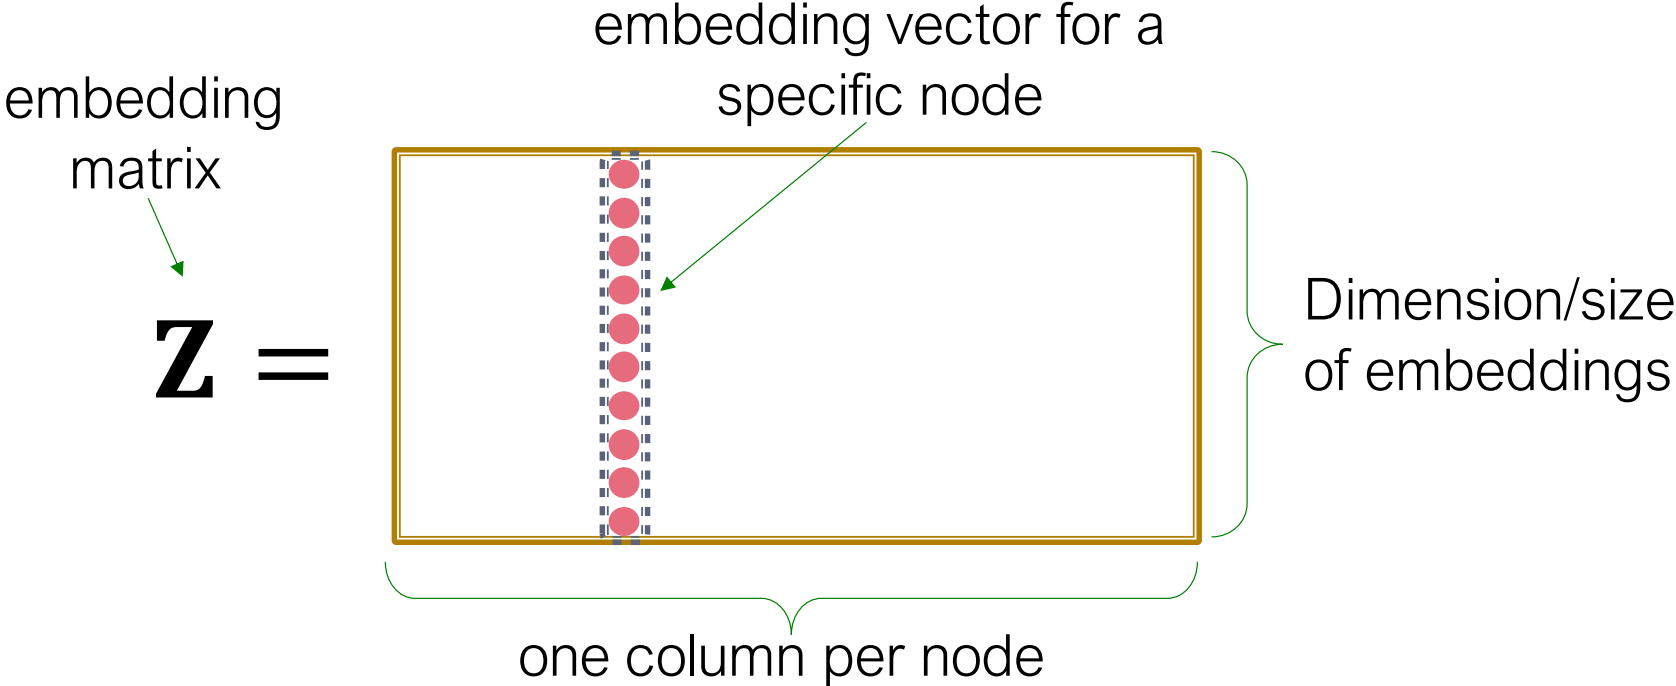 embedding vector for a
specific node
embedding
matrix
Z =
Dimension/size
of embeddings
one column per node